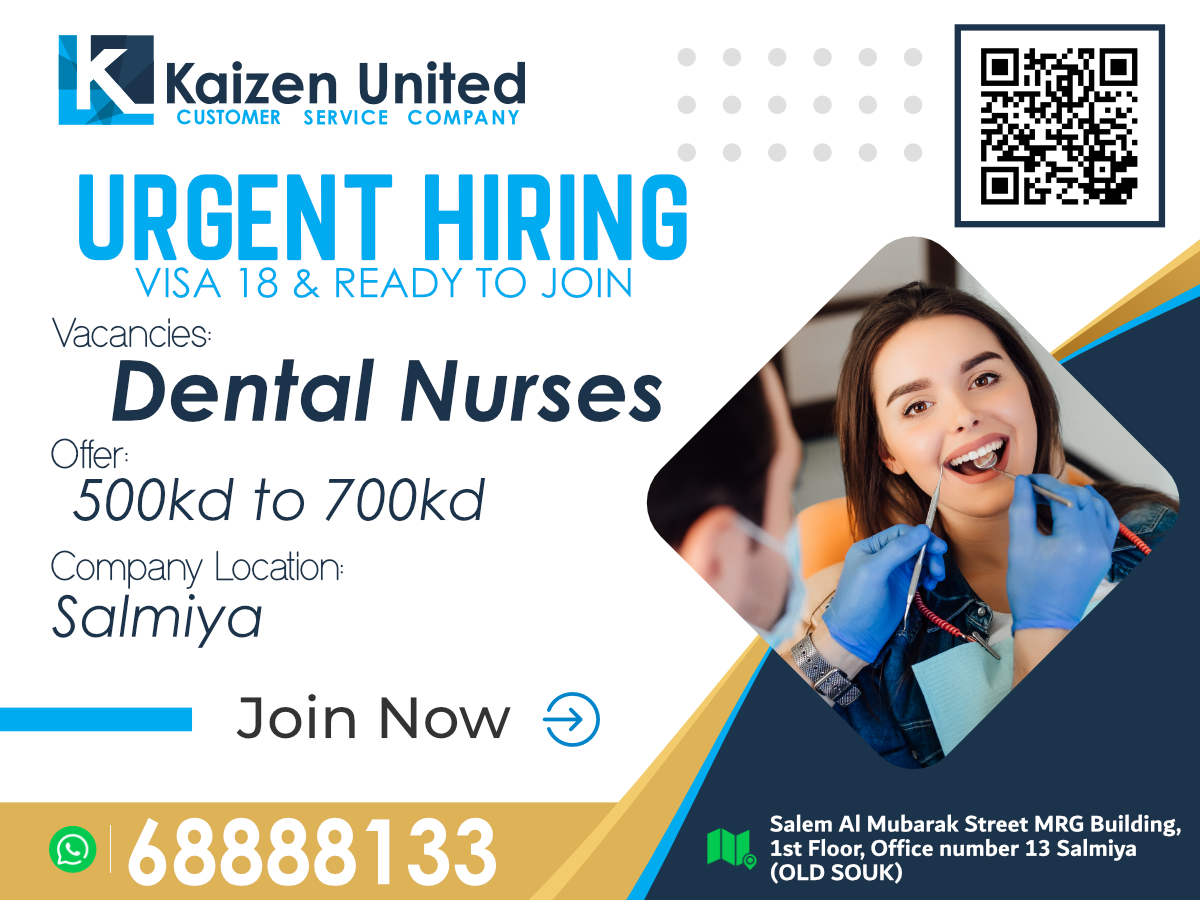 Kaizen United
CUSTOMER SERVICE COMPANY
URGENT HIRING
VISA 18 & READY TO JOIN
Vacancies:
Dental Nurses
Offer:
500kd to 700kd
Company Location:
Salmiya
Join Now
68888133
Salem Al Mubarak Street MRG Building,
1st Floor, Office number 13 Salmiya
(OLD SOUK)